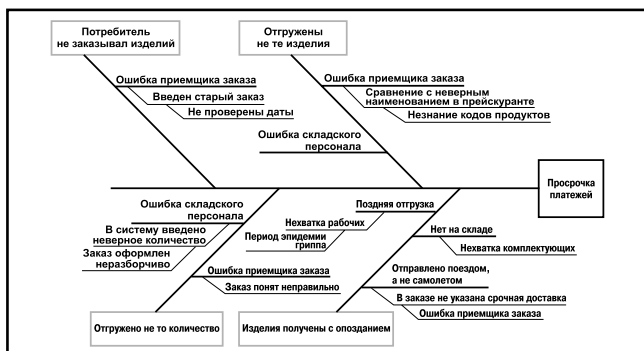 Потребитель
не заказывал изделий
Отгружены
не те изделия
Ошибка приемщика заказа
Введен старый заказ
Не проверены даты
Ошибка приемщика заказа
Сравнение с неверным
наименованием в прейскуранте
Незнание кодов продуктов
Ошибка складского
персонала
Просрочка
платежей
Ошибка складского
персонала
В систему введено
неверное количество
Заказ оформлен
неразборчиво
Ошибка приемщика заказа
Заказ понят неправильно
Поздняя отгрузка
Нехватка рабочих
Период эпидемии
гриппа
Нет на складе
Нехватка комплектующих
Отправлено поездом,
а не самолетом
В заказе не указана срочная доставка
Ошибка приемщика заказа
Отгружено не то количество
Изделия получены с опозданием